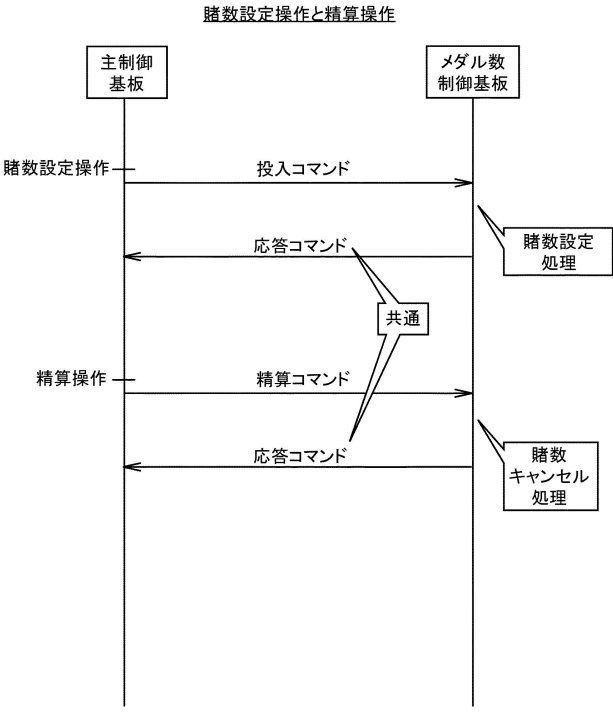 賭数設定操作と精算操作
主制御
基板
メダル数
制御基板
賭数設定操作
投入コマンド
賭数設定
処理
応答コマンド
共通
精算操作
精算コマンド
賭数
キャンセル
処理
応答コマンド